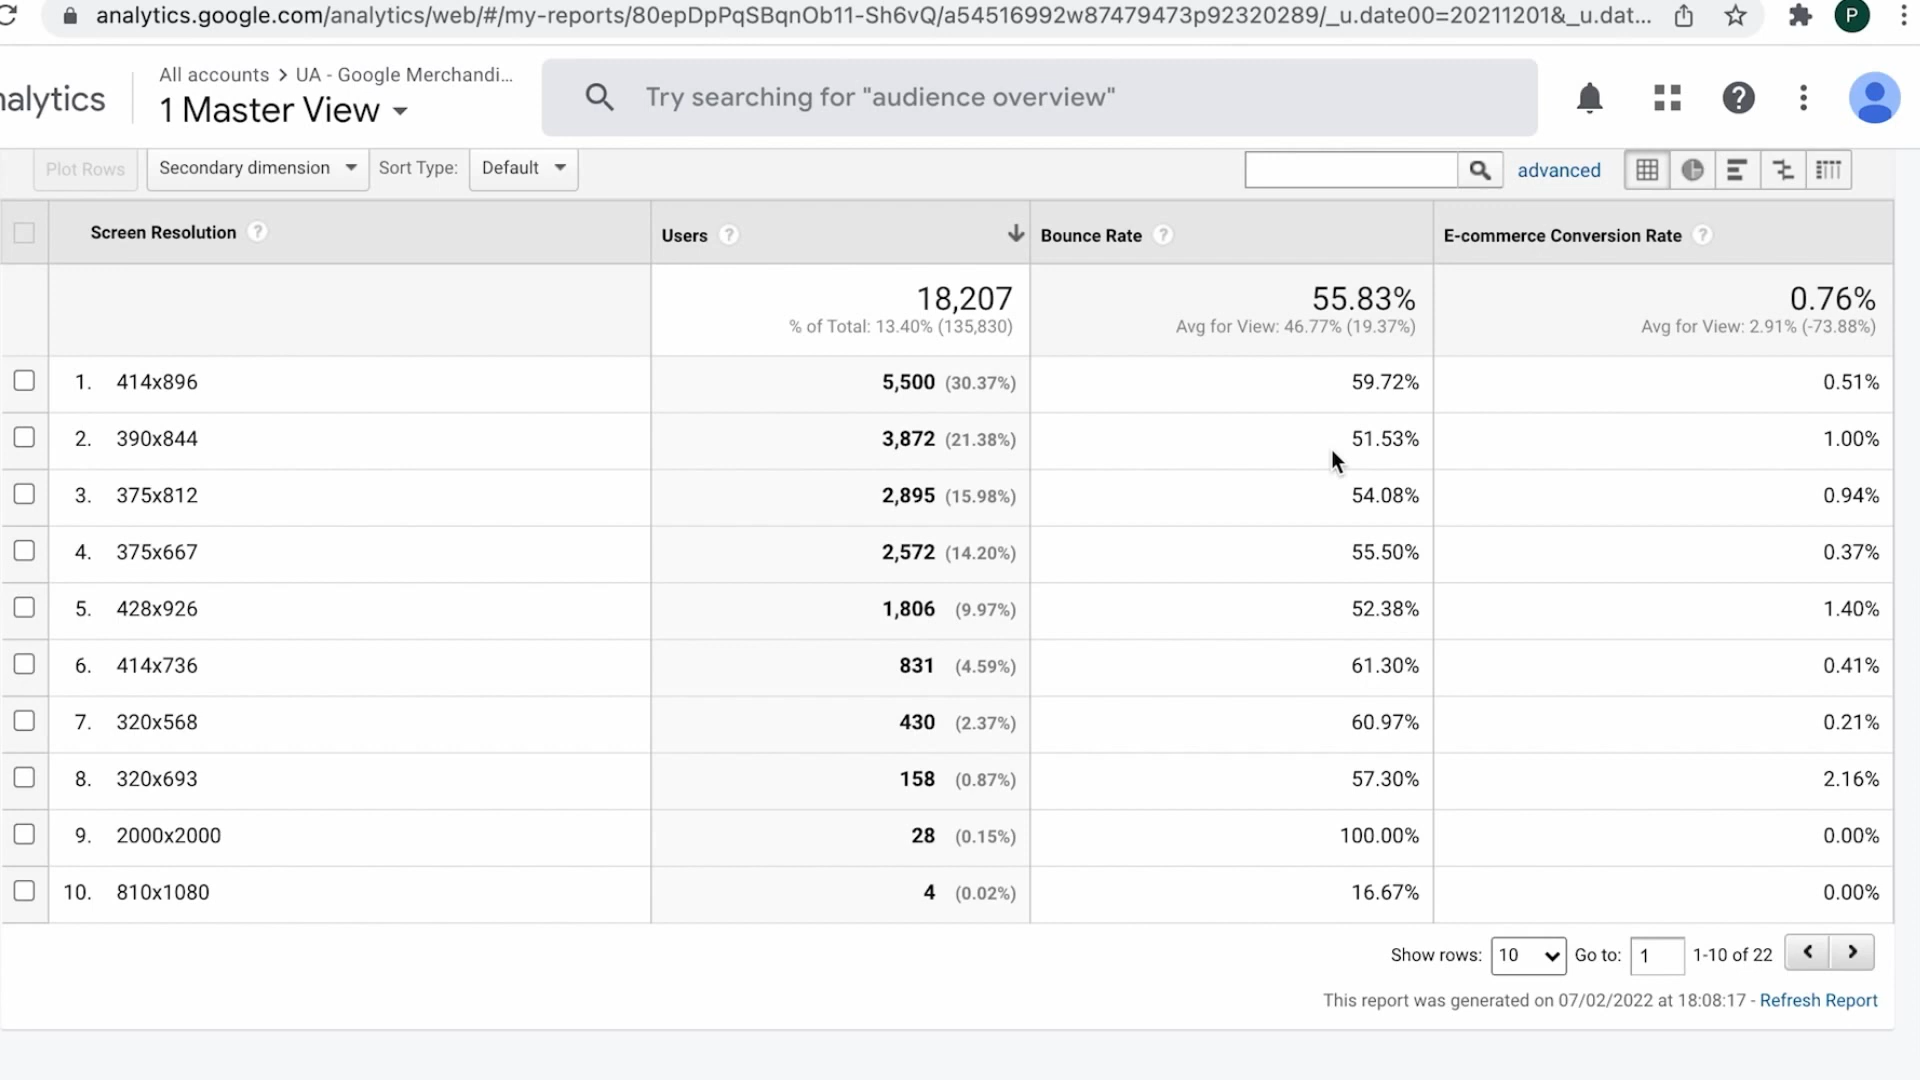 analytics.google.com/analytics/web/#/my-reports/80epDpPqSBqnOb11-Sh6vQ/a54516992w87479473p92320289/_u.date00=20211201&_u.dat...
P
nalytics
All accounts > UA - Google Merchandi...
1 Master View
Try searching for "audience overview"
Plot Rows
Secondary dimension
Sort Type:
Default
advanced
Screen Resolution ?
Users ?
Bounce Rate ?
E-commerce Conversion Rate ?
18,207
% of Total: 13.40% (135,830)
55.83%
Avg for View: 46.77% (19.37%)
0.76%
Avg for View: 2.91% (-73.88%)
1. 414x896 5,500 (30.37%) 59.72% 0.51%
2. 390x844 3,872 (21.38%) 51.53% 1.00%
3. 375x812 2,895 (15.98%) 54.08% 0.94%
4. 375x667 2,572 (14.20%) 55.50% 0.37%
5. 428x926 1,806 (9.97%) 52.38% 1.40%
6. 414x736 831 (4.59%) 61.30% 0.41%
7. 320x568 430 (2.37%) 60.97% 0.21%
8. 320x693 158 (0.87%) 57.30% 2.16%
9. 2000x2000 28 (0.15%) 100.00% 0.00%
10. 810x1080 4 (0.02%) 16.67% 0.00%
Show rows: 10 Go to: 1 1-10 of 22
This report was generated on 07/02/2022 at 18:08:17 - Refresh Report